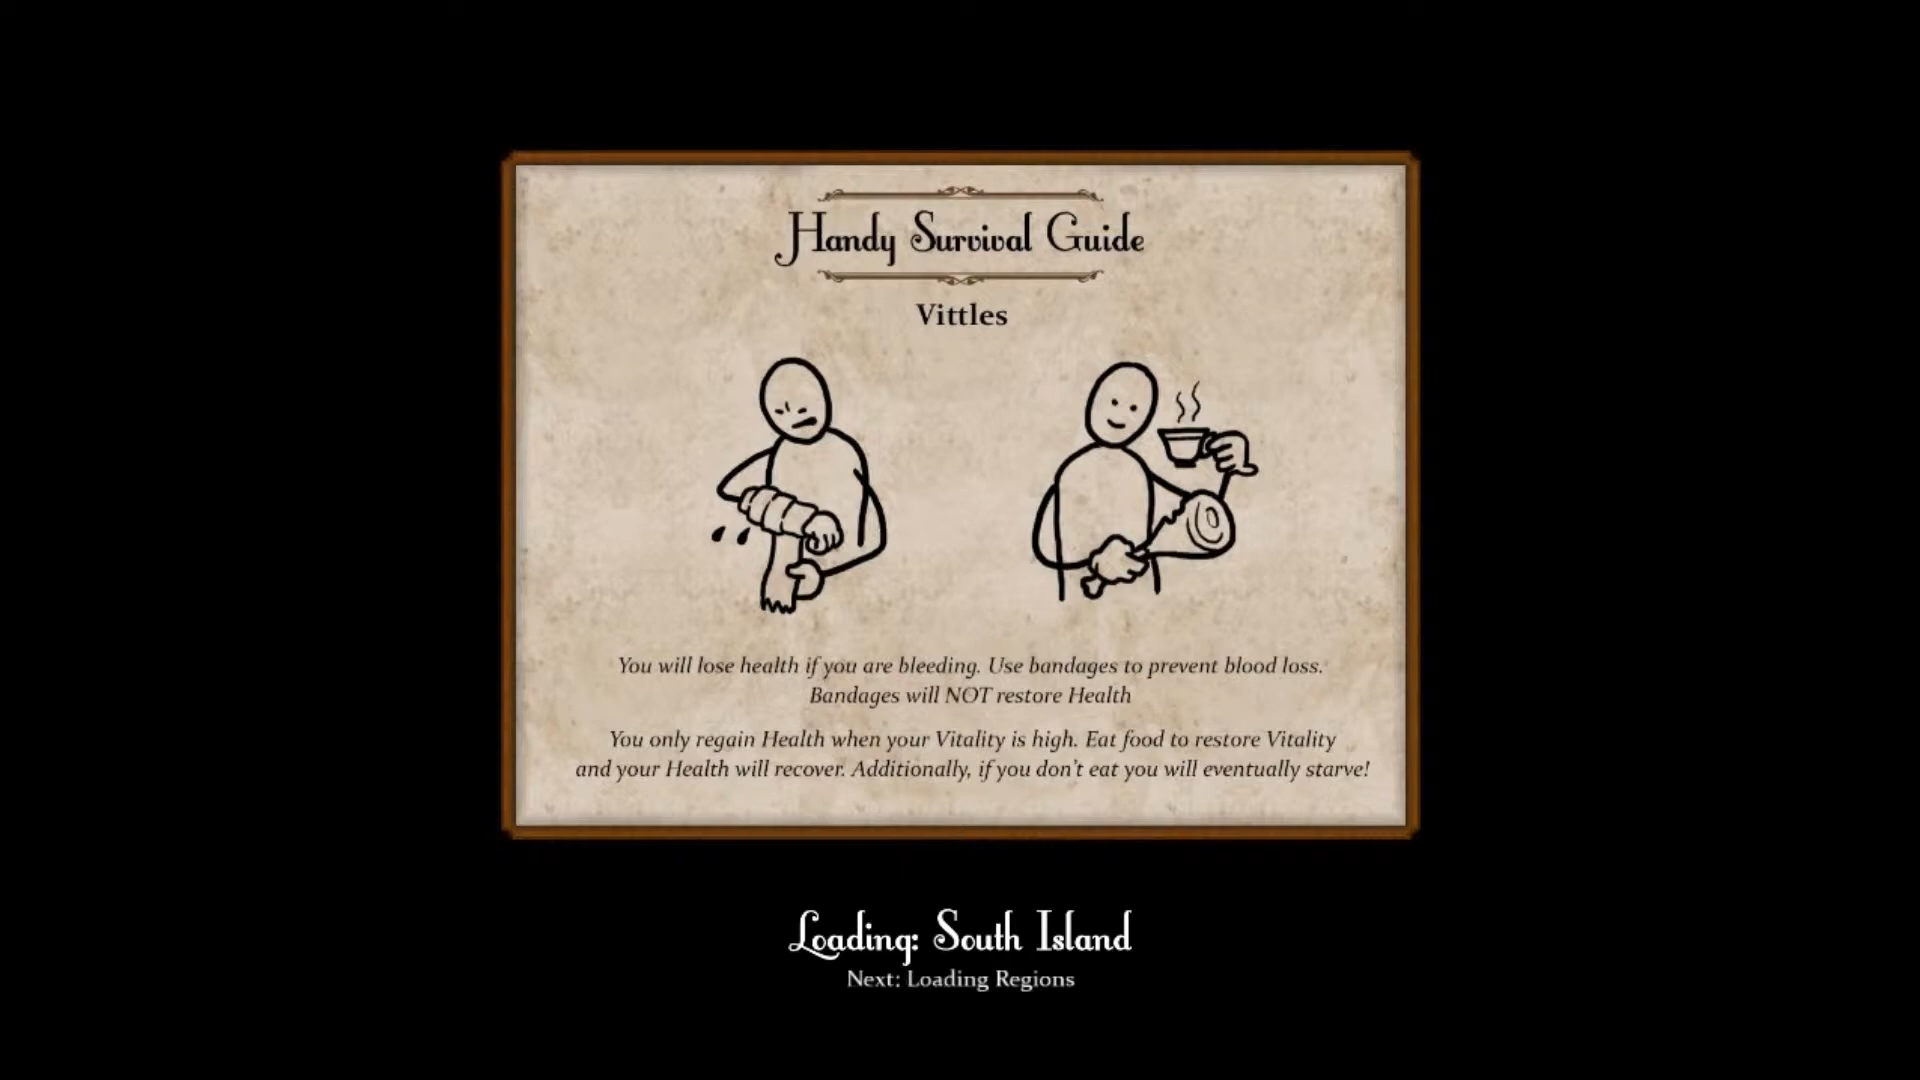 Handy Survival Guide
Vittles
You will lose health if you are bleeding. Use bandages to prevent blood loss.
Bandages will NOT restore Health
You only regain Health when your Vitality is high. Eat food to restore Vitality
and your Health will recover. Additionally, if you don't eat you will eventually starve!
Loading: South Island
Next: Loading Regions